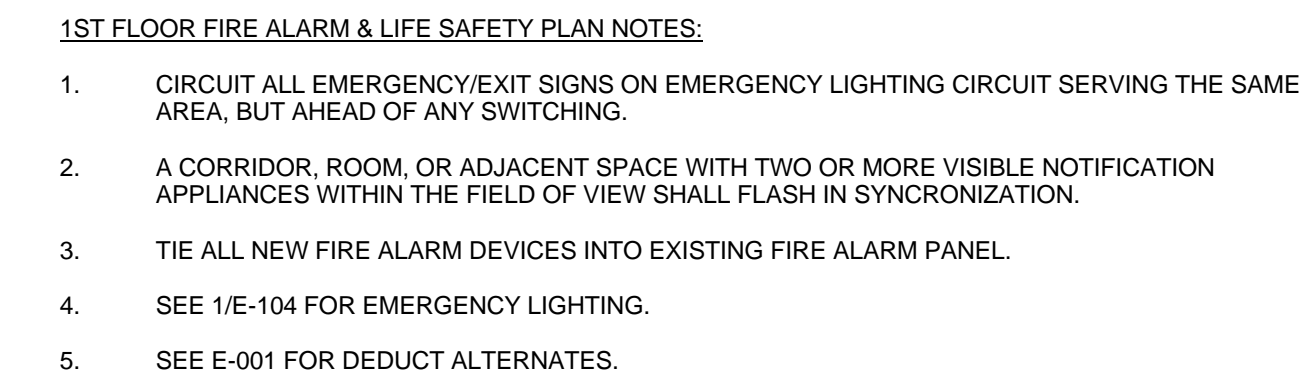 1ST FLOOR FIRE ALARM & LIFE SAFETY PLAN NOTES:
1. CIRCUIT ALL EMERGENCY/EXIT SIGNS ON EMERGENCY LIGHTING CIRCUIT SERVING THE SAME
AREA, BUT AHEAD OF ANY SWITCHING.
2. A CORRIDOR, ROOM, OR ADJACENT SPACE WITH TWO OR MORE VISIBLE NOTIFICATION
APPLIANCES WITHIN THE FIELD OF VIEW SHALL FLASH IN SYNCRONIZATION.
3. TIE ALL NEW FIRE ALARM DEVICES INTO EXISTING FIRE ALARM PANEL.
4. SEE 1/E-104 FOR EMERGENCY LIGHTING.
5. SEE E-001 FOR DEDUCT ALTERNATES.